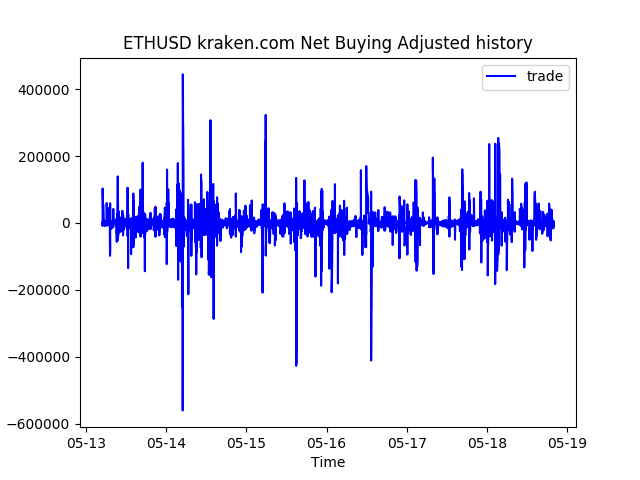 ETHUSD kraken.com Net Buying Adjusted history
trade
400000
200000
0
−200000
−400000
−600000
05-13 05-14 05-15 05-16 05-17 05-18 05-19
Time